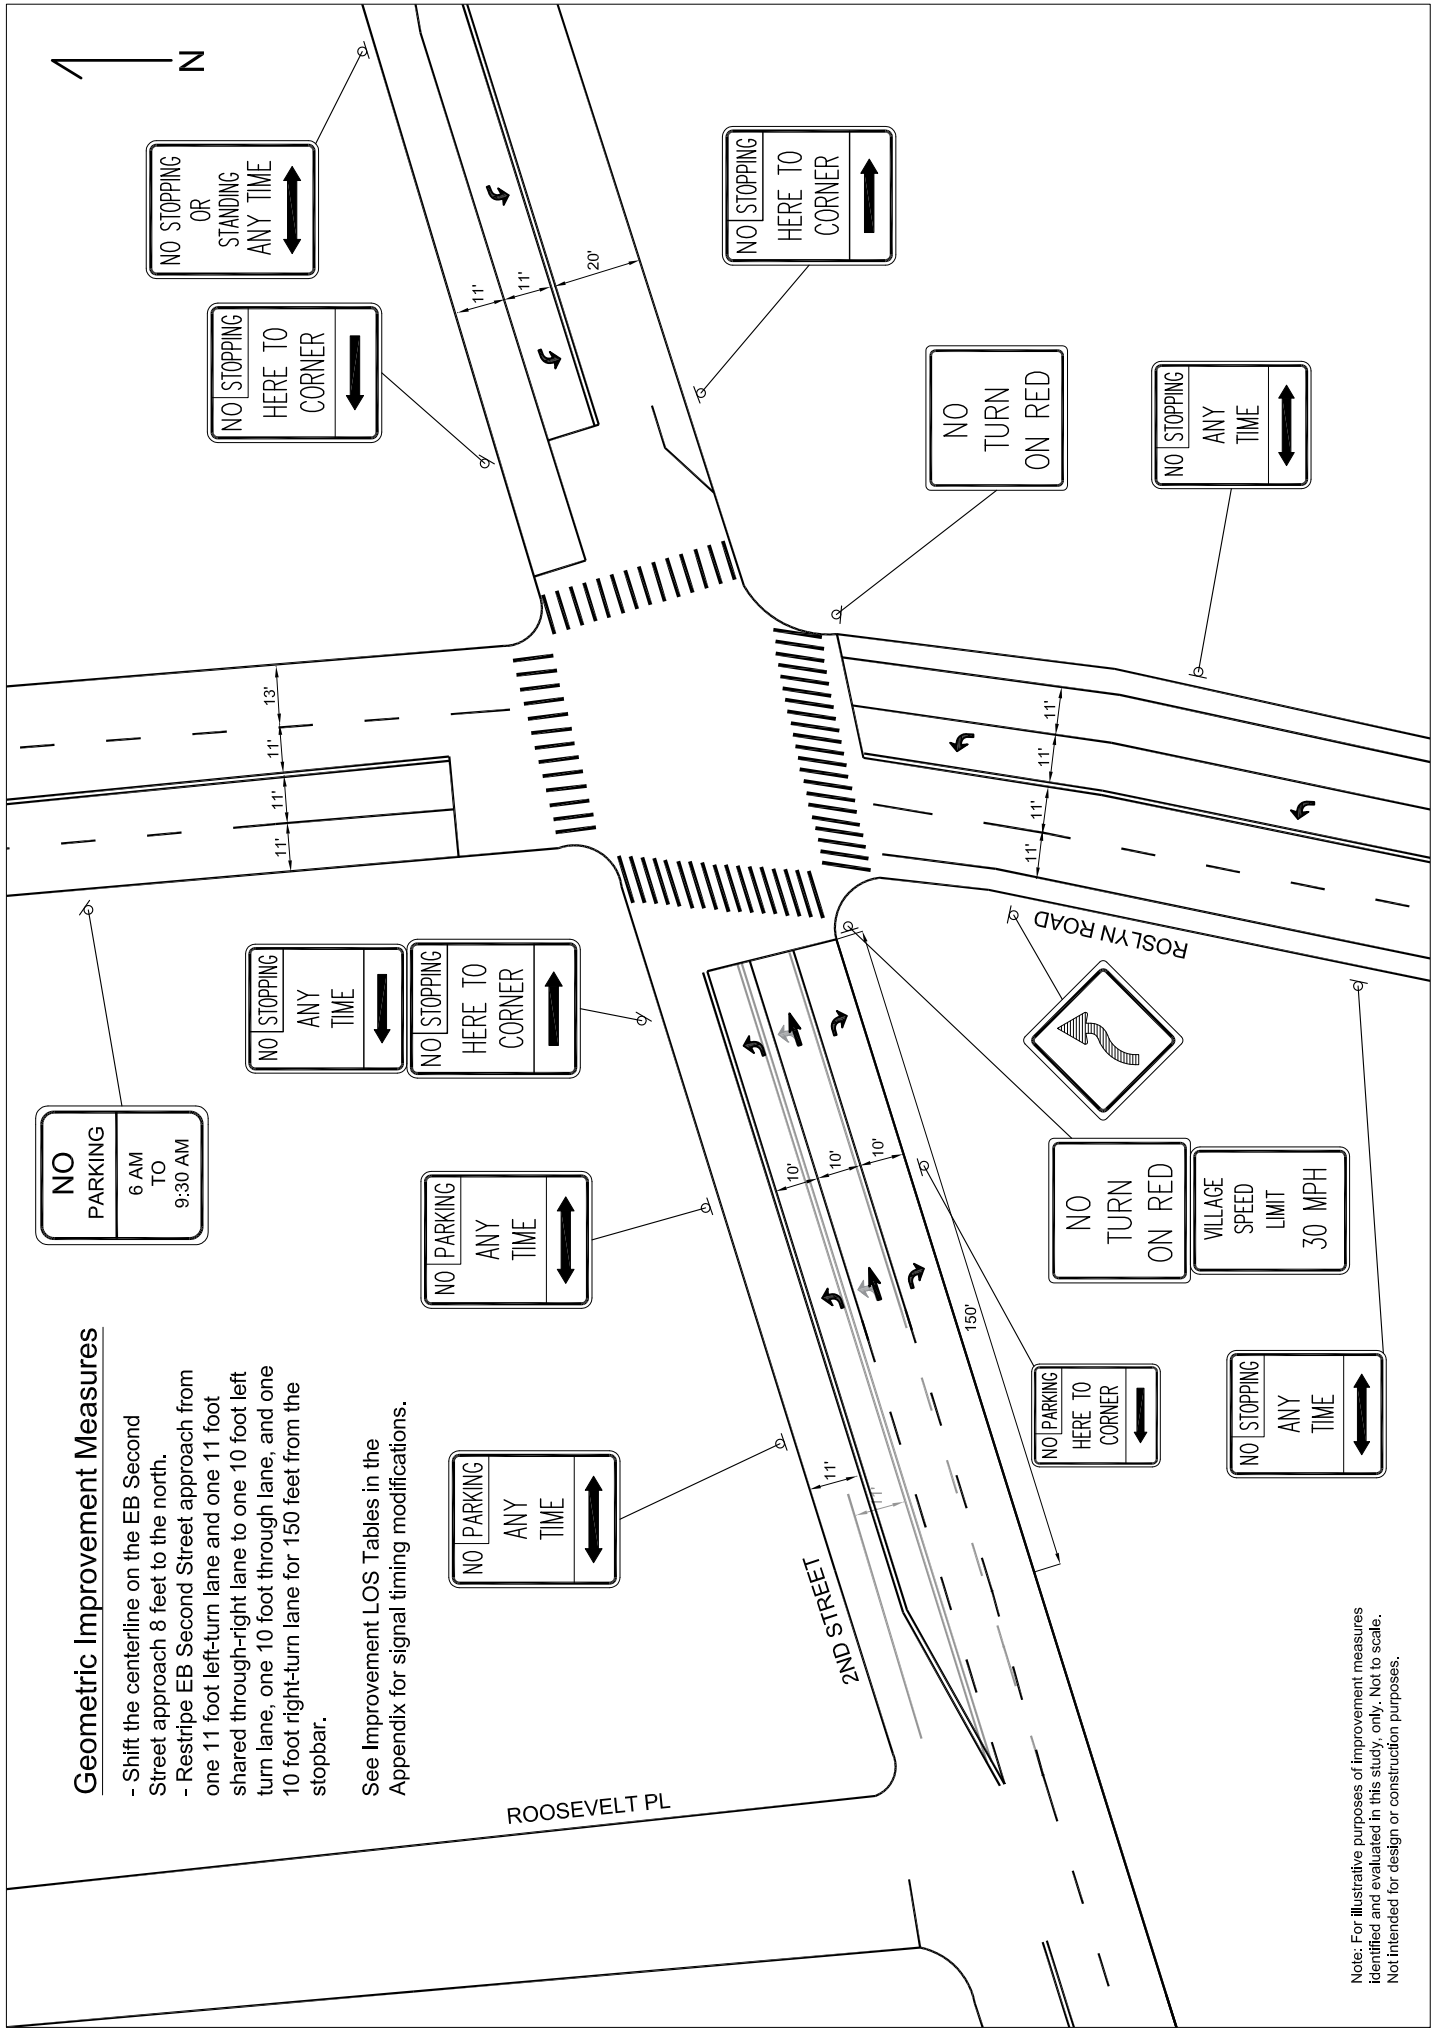 Geometric Improvement Measures
- Shift the centerline on the EB Second
Street approach 8 feet to the north.
- Restripe EB Second Street approach from
one 11 foot left-turn lane and one 11 foot
shared through-right lane to one 10 foot left
turn lane, one 10 foot through lane, and one
10 foot right-turn lane for 150 feet from the
stopbar.
See Improvement LOS Tables in the
Appendix for signal timing modifications.
NO
PARKING
6 AM
TO
9:30 AM
N
NO STOPPING
OR
STANDING
ANY TIME
NO STOPPING
HERE TO
CORNER
NO STOPPING
ANY
TIME
NO STOPPING
HERE TO
CORNER
NO PARKING
ANY
TIME
NO PARKING
ANY
TIME
NO STOPPING
HERE TO
CORNER
NO
TURN
ON RED
NO STOPPING
ANY
TIME
NO
TURN
ON RED
VILLAGE
SPEED
LIMIT
30 MPH
NO PARKING
HERE TO
CORNER
NO STOPPING
ANY
TIME
11'
11'
20'
13'
11'
11'
11'
11'
11'
11'
11'
10'
10'
10'
150'
11'
11'
ROOSEVELT PL
2ND STREET
ROSLYN ROAD
Note: For illustrative purposes of improvement measures
identified and evaluated in this study, only. Not to scale.
Not intended for design or construction purposes.